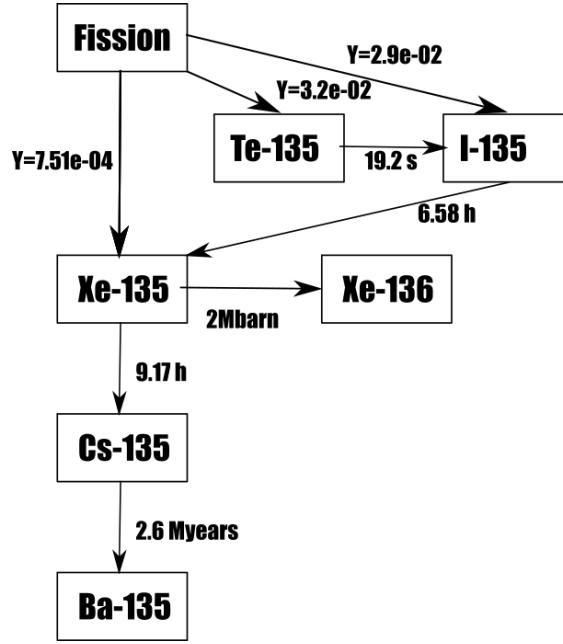 Fission
Y=2.9e-02
Y=3.2e-02
Te-135
19.2 s
I-135
Y=7.51e-04
6.58 h
Xe-135
2Mbarn
Xe-136
9.17 h
Cs-135
2.6 Myears
Ba-135